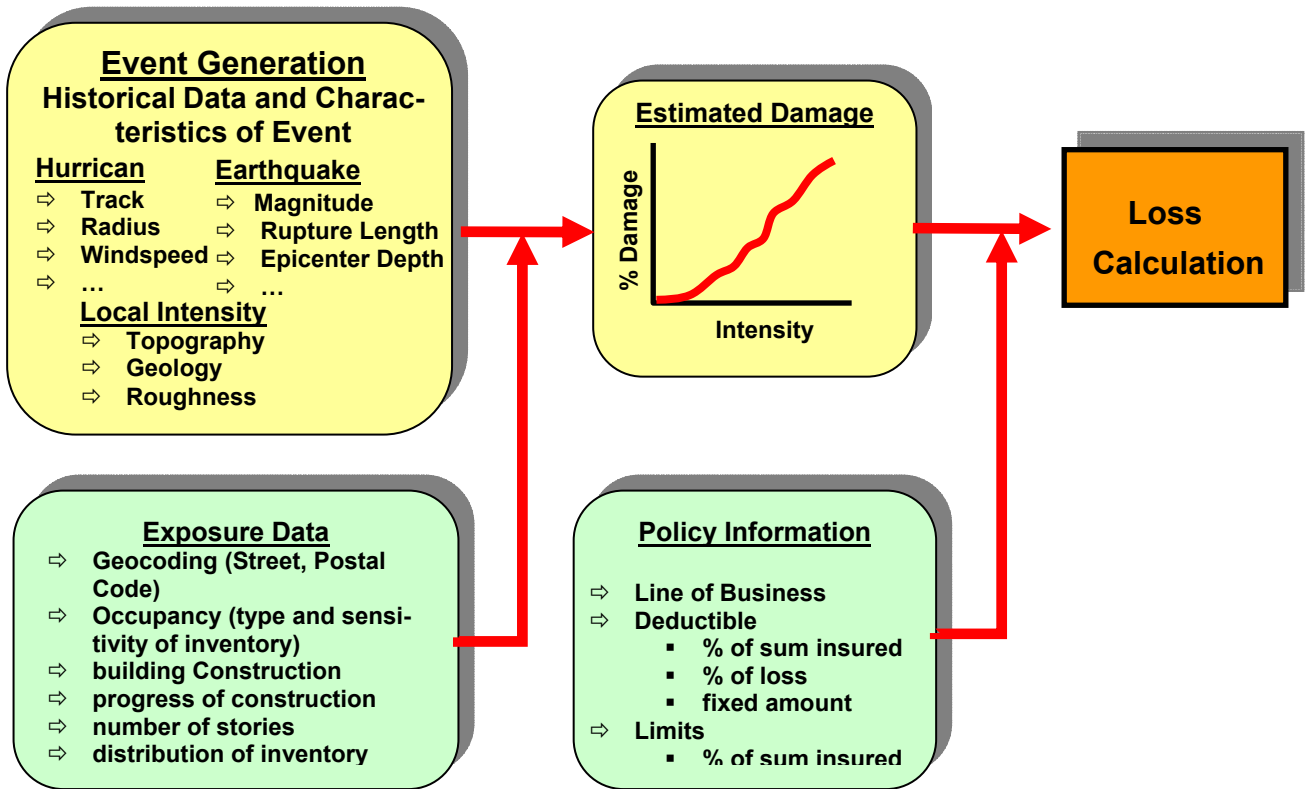 Event Generation
Historical Data and Charac-
teristics of Event
Hurrican
⇨ Track
⇨ Radius
⇨ Windspeed
⇨ …
Earthquake
⇨ Magnitude
⇨ Rupture Length
⇨ Epicenter Depth
⇨ …
Local Intensity
⇨ Topography
⇨ Geology
⇨ Roughness
Estimated Damage
% Damage
Intensity
Loss
Calculation
Exposure Data
⇨ Geocoding (Street, Postal
Code)
⇨ Occupancy (type and sensi-
tivity of inventory)
⇨ building Construction
⇨ progress of construction
⇨ number of stories
⇨ distribution of inventory
Policy Information
⇨ Line of Business
⇨ Deductible
▪ % of sum insured
▪ % of loss
▪ fixed amount
⇨ Limits
▪ % of sum insured